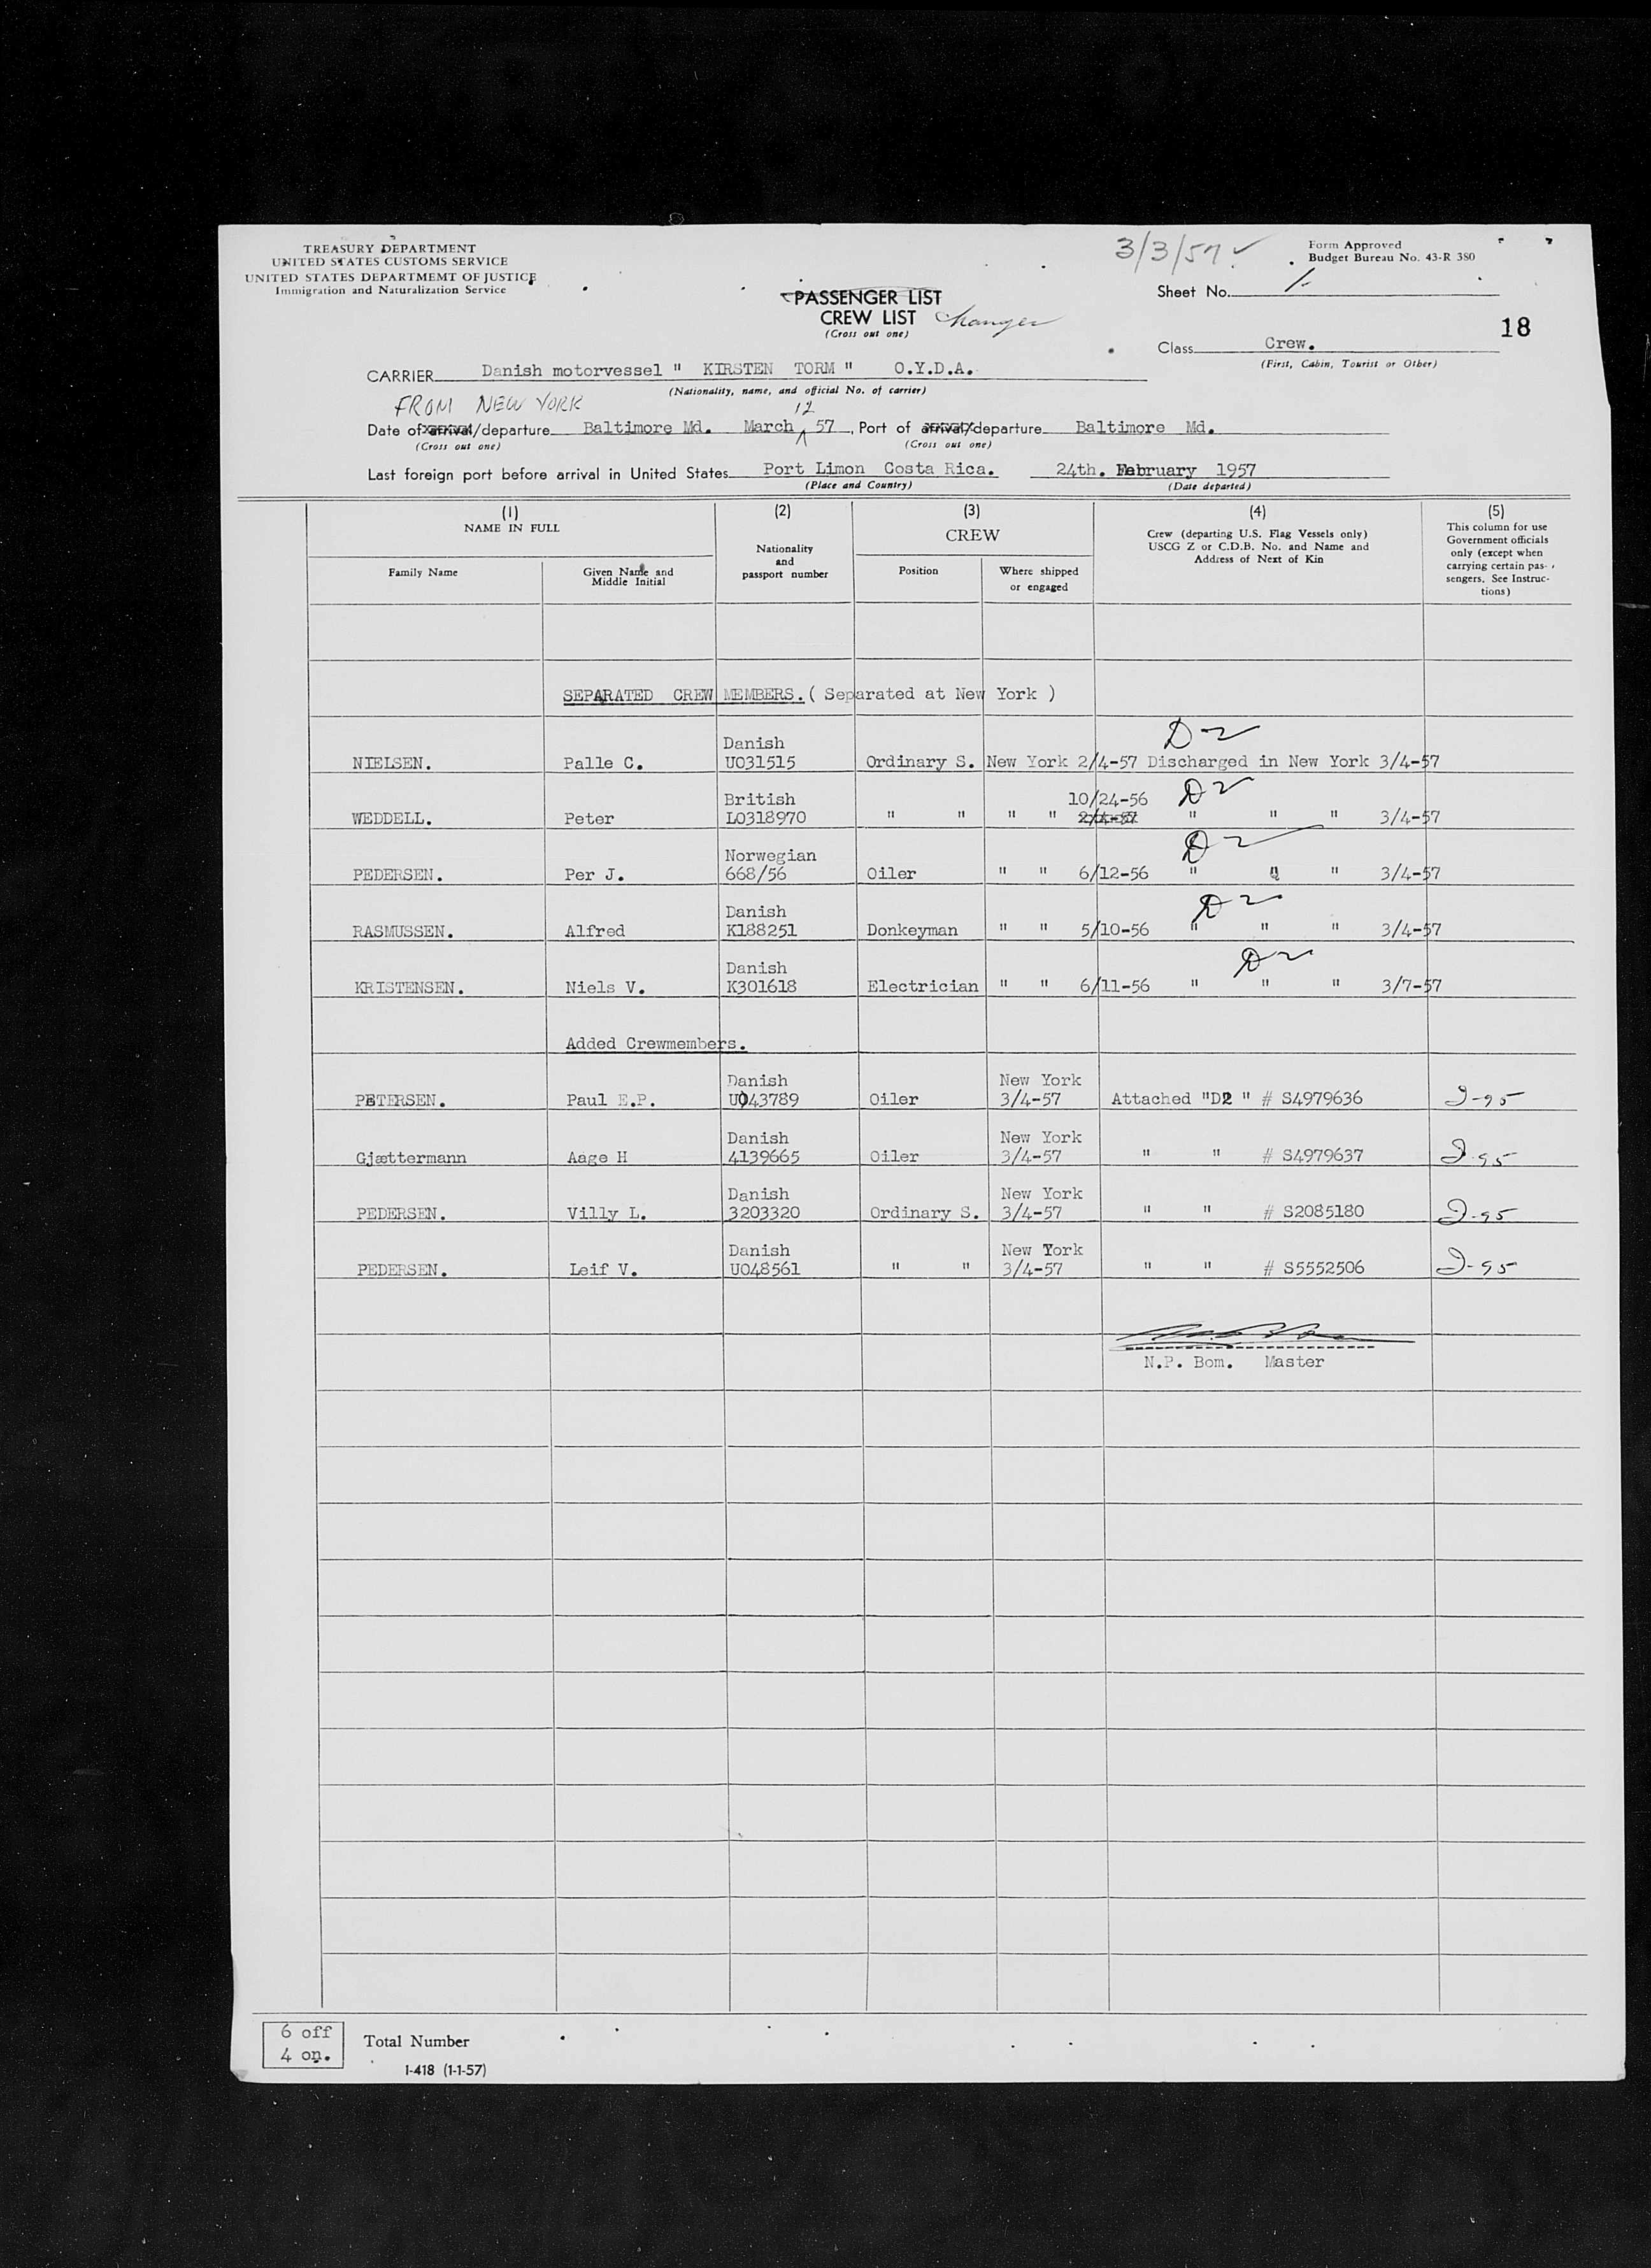 TREASURY DEPARTMENT
UNITED STATES CUSTOMS SERVICE
UNITED STATES DEPARTMEMT OF JUSTICE
Immigration and Naturalization Service
3/3/57 ✓
Form Approved
Budget Bureau No. 43-R 380
PASSENGER LIST
CREW LIST Changes
(Cross out one)
Sheet No. 1.
18
Class Crew.
(First, Cabin, Tourist or Other)
CARRIER Danish motorvessel " KIRSTEN TORM " O.Y.D.A.
(Nationality, name, and official No. of carrier)
FROM NEW YORK
12
Date of arrival/departure Baltimore Md. March 57, Port of arrival/departure Baltimore Md.
(Cross out one) (Cross out one)
Last foreign port before arrival in United States Port Limon Costa Rica. 24th. February 1957
(Place and Country) (Date departed)
(1) (2) (3) (4) (5)
NAME IN FULL
Family Name
Given Name and
Middle Initial
Nationality
and
passport number
CREW
Position
Where shipped
or engaged
Crew (departing U.S. Flag Vessels only)
USCG Z or C.D.B. No. and Name and
Address of Next of Kin
This column for use
Government officials
only (except when
carrying certain pas-
sengers. See Instruc-
tions)
SEPARATED CREW MEMBERS. ( Separated at New York )
Danish D2
NIELSEN. Palle C. U031515 Ordinary S. New York 2/4-57 Discharged in New York 3/4-57
British 10/24-56 D2
WEDDELL. Peter L0318970 " " " " 2/4-57 " " " 3/4-57
Norwegian D2
PEDERSEN. Per J. 668/56 Oiler " " 6/12-56 " " " 3/4-57
Danish D2
RASMUSSEN. Alfred K188251 Donkeyman " " 5/10-56 " " " 3/4-57
Danish D2
KRISTENSEN. Niels V. K301618 Electrician " " 6/11-56 " " " 3/7-57
Added Crewmembers.
Danish New York
PETERSEN. Paul E.P. U043789 Oiler 3/4-57 Attached "D2 " # S4979636 I-95
Danish New York
Gjættermann Aage H 4139665 Oiler 3/4-57 " " # S4979637 I-95
Danish New York
PEDERSEN. Villy L. 3203320 Ordinary S. 3/4-57 " " # S2085180 I-95
Danish New York
PEDERSEN. Leif V. U048561 " " 3/4-57 " " # S5552506 I-95
N.P. Bom. Master
6 off
4 on.
Total Number
I-418 (1-1-57)